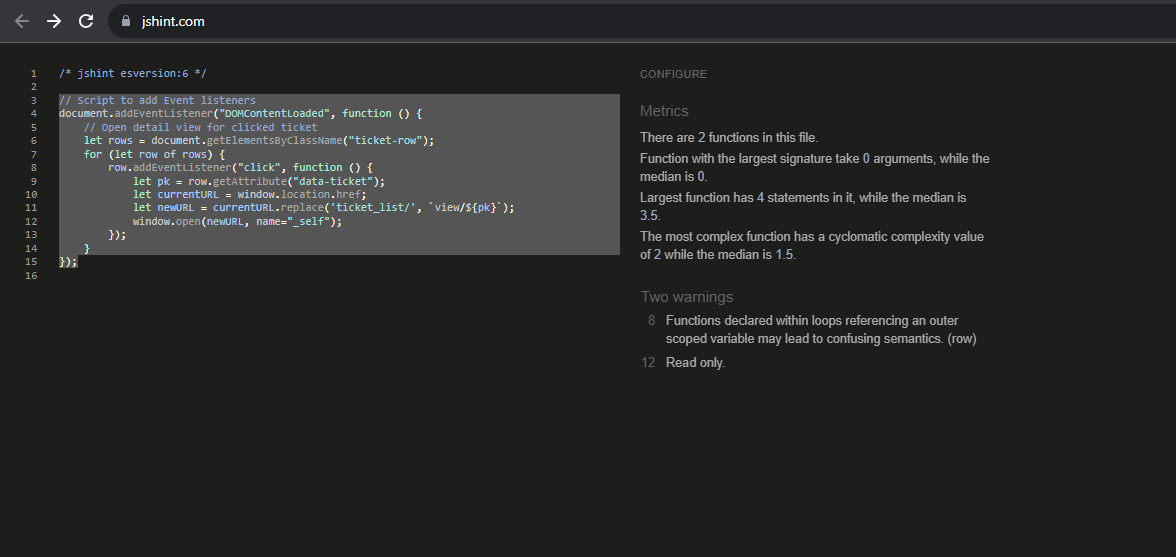 jshint.com
1 /* jshint esversion:6 */
2
3 // Script to add Event listeners
4 document.addEventListener("DOMContentLoaded", function () {
5     // Open detail view for clicked ticket
6     let rows = document.getElementsByClassName("ticket-row");
7     for (let row of rows) {
8         row.addEventListener("click", function () {
9             let pk = row.getAttribute("data-ticket");
10             let currentURL = window.location.href;
11             let newURL = currentURL.replace('ticket_list/', `view/${pk}`);
12             window.open(newURL, name="_self");
13         });
14     }
15 });
16
CONFIGURE
Metrics
There are 2 functions in this file.
Function with the largest signature take 0 arguments, while the
median is 0.
Largest function has 4 statements in it, while the median is
3.5.
The most complex function has a cyclomatic complexity value
of 2 while the median is 1.5.
Two warnings
8 Functions declared within loops referencing an outer
scoped variable may lead to confusing semantics. (row)
12 Read only.